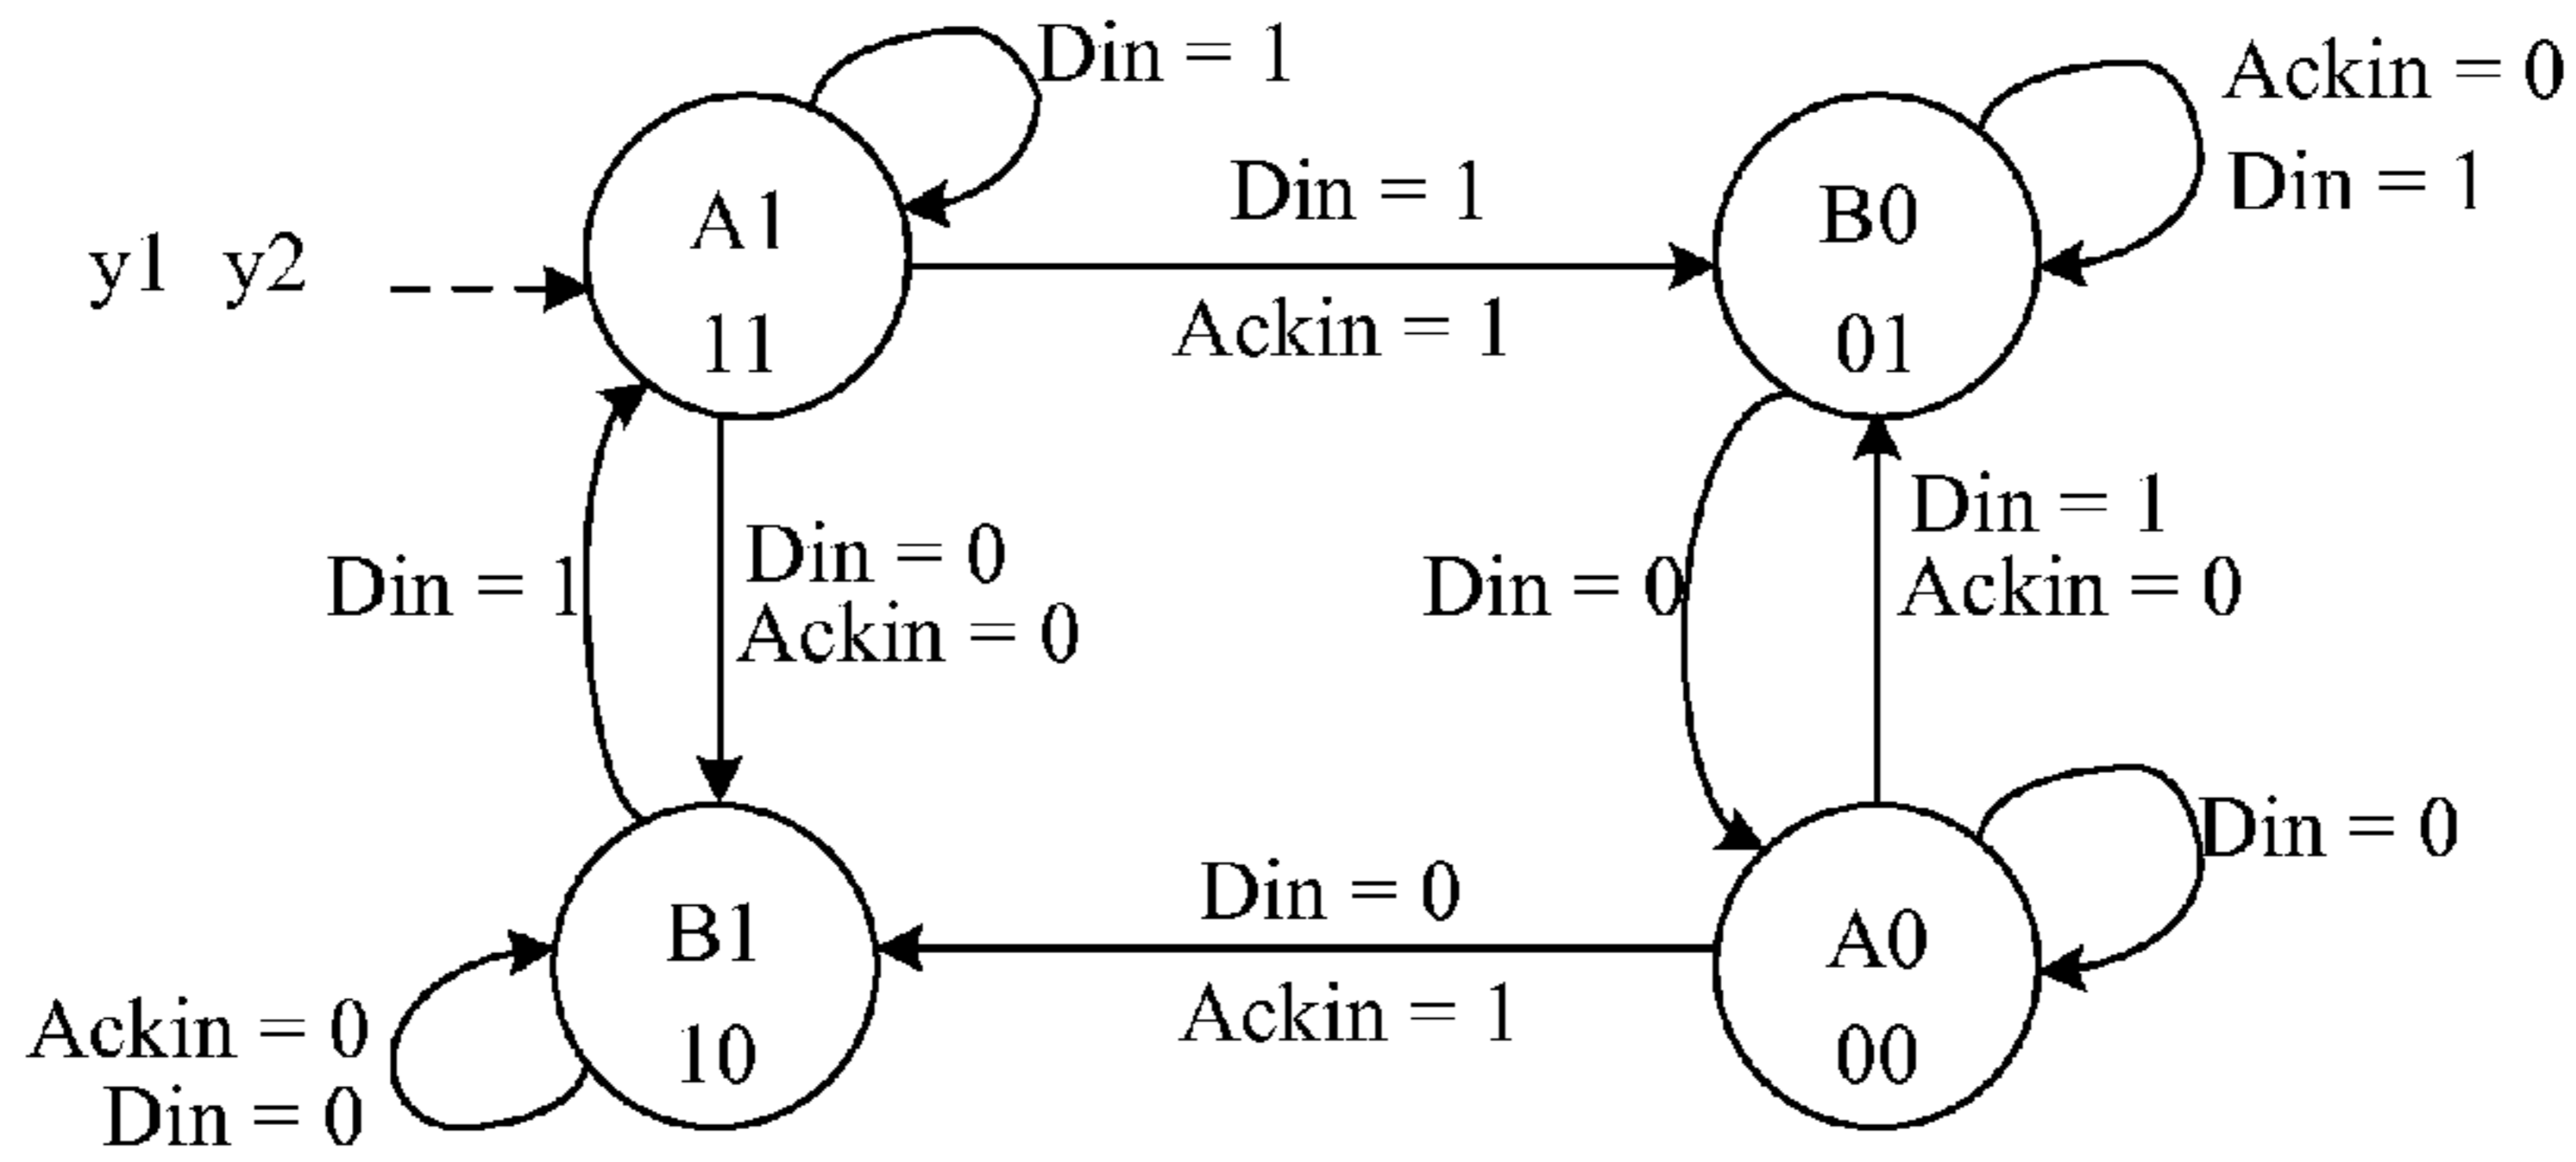 Din = 1
Ackin = 0
Din = 1
Din = 1
A1
B0
y1 y2
11
Ackin = 1
01
Din = 1
Din = 0
Ackin = 0
Din = 0
Din = 1
Ackin = 0
Din = 0
Din = 0
B1
A0
Ackin = 0
Din = 0
10
Ackin = 1
00